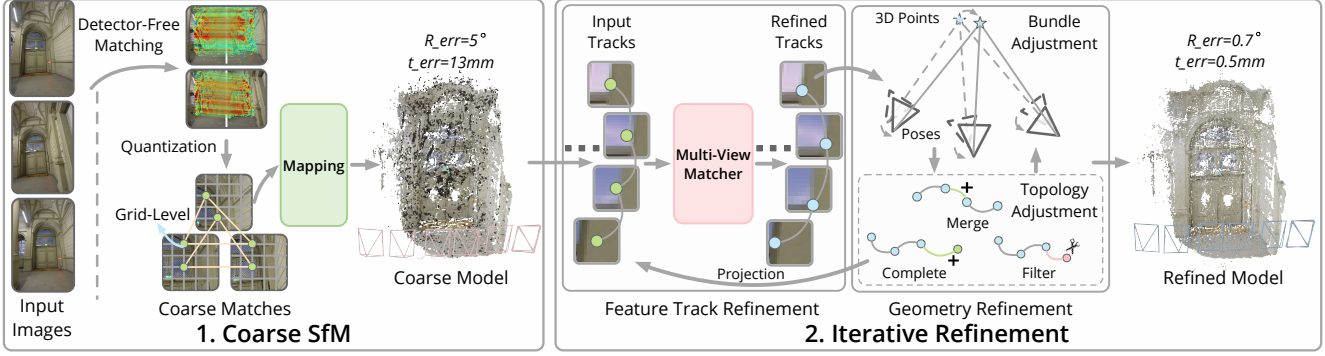 Detector-Free
Matching
Quantization
Grid-Level
Input
Images
Coarse Matches
Mapping
R_err=5°
t_err=13mm
Coarse Model
1. Coarse SfM
Input
Tracks
Multi-View
Matcher
Refined
Tracks
Projection
Feature Track Refinement
3D Points
Bundle
Adjustment
Poses
Topology
Adjustment
Merge
Complete
Filter
Geometry Refinement
R_err=0.7°
t_err=0.5mm
Refined Model
2. Iterative Refinement